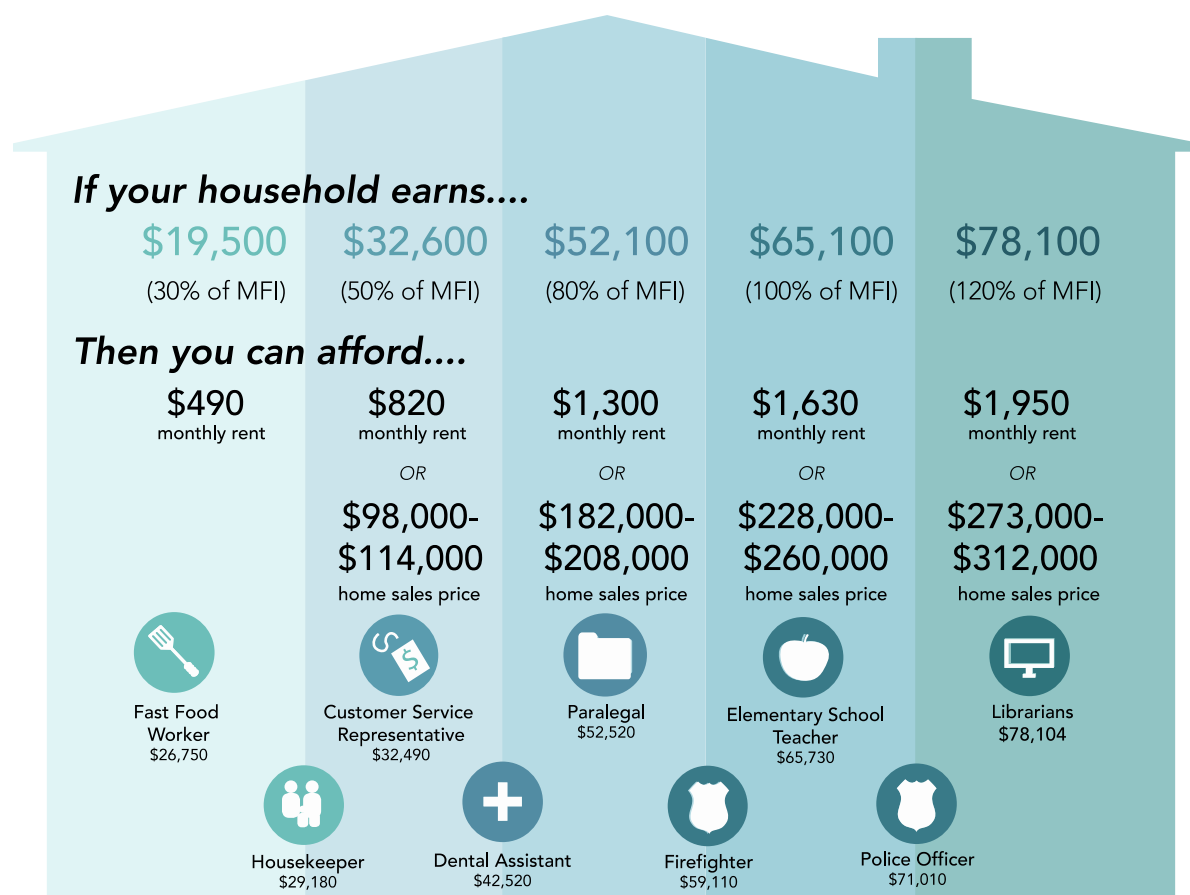 If your household earns....
$19,500 $32,600 $52,100 $65,100 $78,100
(30% of MFI) (50% of MFI) (80% of MFI) (100% of MFI) (120% of MFI)
Then you can afford....
$490 $820 $1,300 $1,630 $1,950
monthly rent monthly rent monthly rent monthly rent monthly rent
OR OR OR OR
$98,000- $182,000- $228,000- $273,000-
$114,000 $208,000 $260,000 $312,000
home sales price home sales price home sales price home sales price
Fast Food
Worker
$26,750
Customer Service
Representative
$32,490
Paralegal
$52,520
Elementary School
Teacher
$65,730
Librarians
$78,104
Housekeeper
$29,180
Dental Assistant
$42,520
Firefighter
$59,110
Police Officer
$71,010